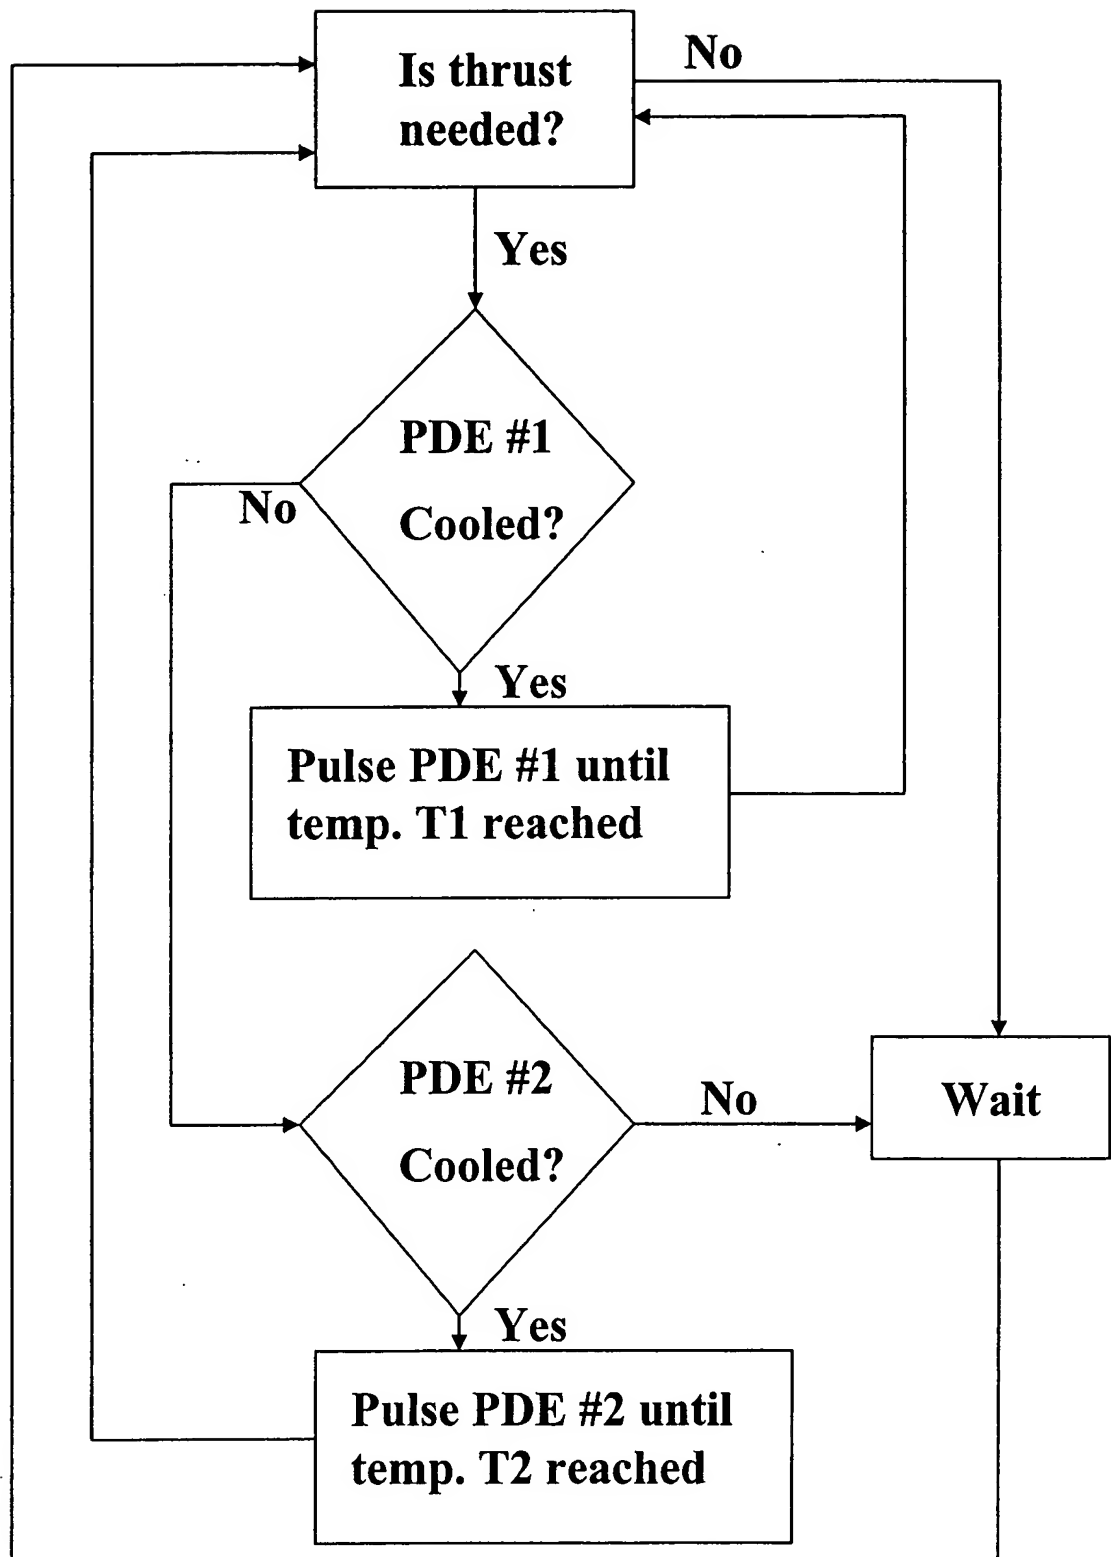 Is thrust
needed?
No
Yes
PDE #1
Cooled?
No
Yes
Pulse PDE #1 until
temp. T1 reached
PDE #2
Cooled?
No
Wait
Yes
Pulse PDE #2 until
temp. T2 reached